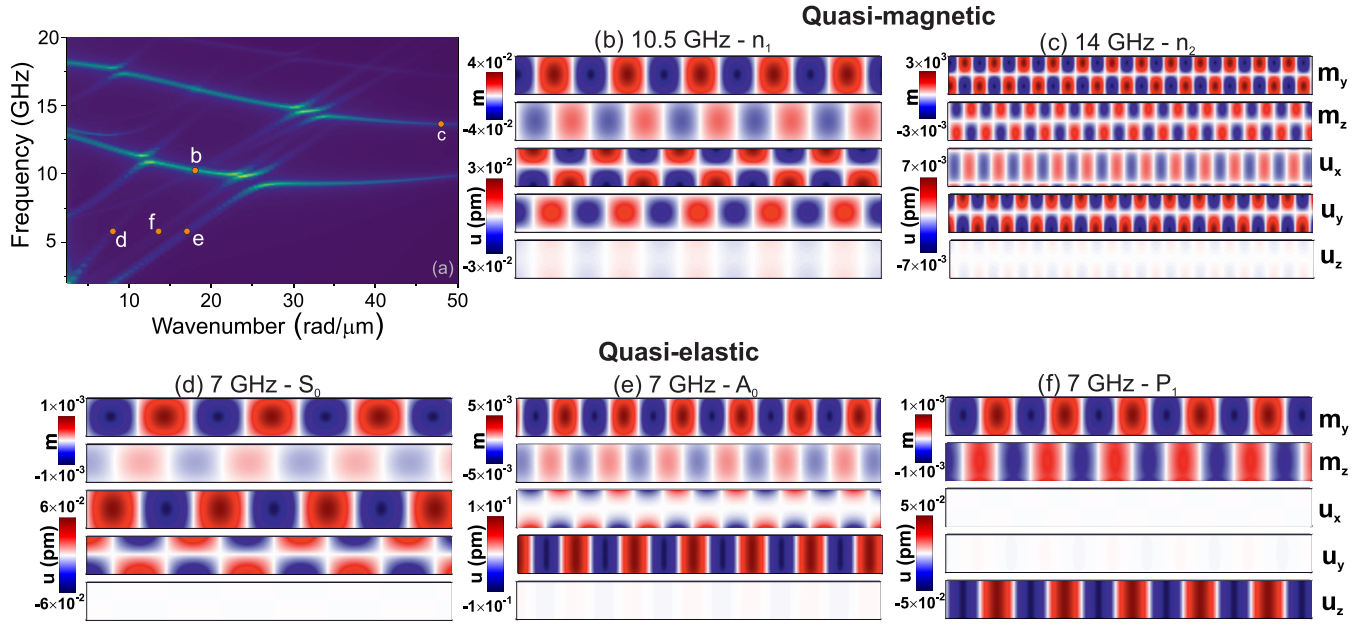 Quasi-magnetic
(b) 10.5 GHz - n1
(c) 14 GHz - n2
Frequency (GHz)
20
15
10
5
10
20
30
40
50
Wavenumber (rad/μm)
(a)
b
c
d
f
e
4×10-2
m
-4×10-2
3×10-2
u (pm)
-3×10-2
3×10³
m
-3×10-3
7×10-3
u (pm)
-7×10-3
my
mz
ux
uy
uz
Quasi-elastic
(d) 7 GHz - S0
(e) 7 GHz - A0
(f) 7 GHz - P1
1×10-3
m
-1×10-3
6×10-2
u (pm)
-6×10-2
5×10-3
m
-5×10-3
1×10-1
u (pm)
-1×10-1
1×10-3
m
-1×10-3
5×10-2
u (pm)
-5×10-2
my
mz
ux
uy
uz